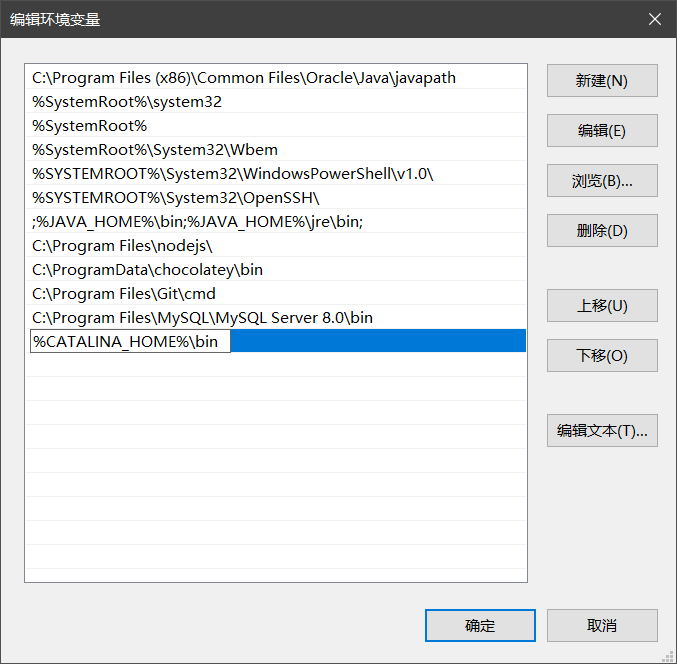 编辑环境变量
C:\Program Files (x86)\Common Files\Oracle\Java\javapath
%SystemRoot%\system32
%SystemRoot%
%SystemRoot%\System32\Wbem
%SYSTEMROOT%\System32\WindowsPowerShell\v1.0\
%SYSTEMROOT%\System32\OpenSSH\
;%JAVA_HOME%\bin;%JAVA_HOME%\jre\bin;
C:\Program Files\nodejs\
C:\ProgramData\chocolatey\bin
C:\Program Files\Git\cmd
C:\Program Files\MySQL\MySQL Server 8.0\bin
%CATALINA_HOME%\bin
新建(N)
编辑(E)
浏览(B)...
删除(D)
上移(U)
下移(O)
编辑文本(T)...
确定
取消